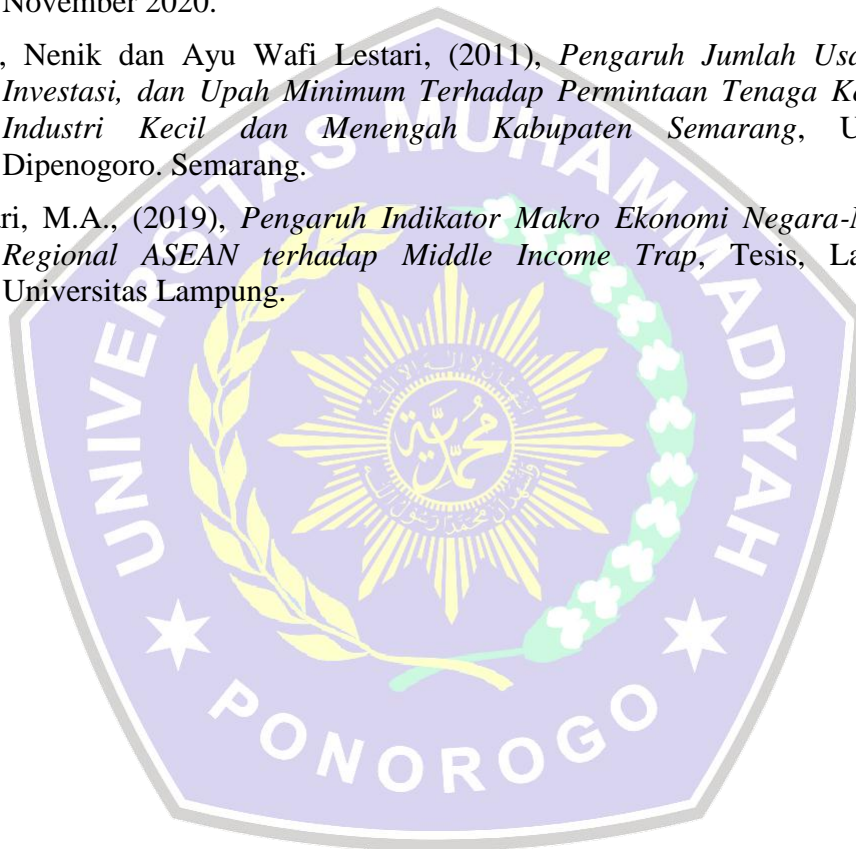 November 2020.
, Nenik dan Ayu Wafi Lestari, (2011), Pengaruh Jumlah Usa
Investasi, dan Upah Minimum Terhadap Permintaan Tenaga Ke
Industri Kecil dan Menengah Kabupaten Semarang, U
Dipenogoro. Semarang.
ri, M.A., (2019), Pengaruh Indikator Makro Ekonomi Negara-N
Regional ASEAN terhadap Middle Income Trap, Tesis, La
Universitas Lampung.
UNIVERSITAS MUHAMMADIYAH
PONOROGO
محمدية